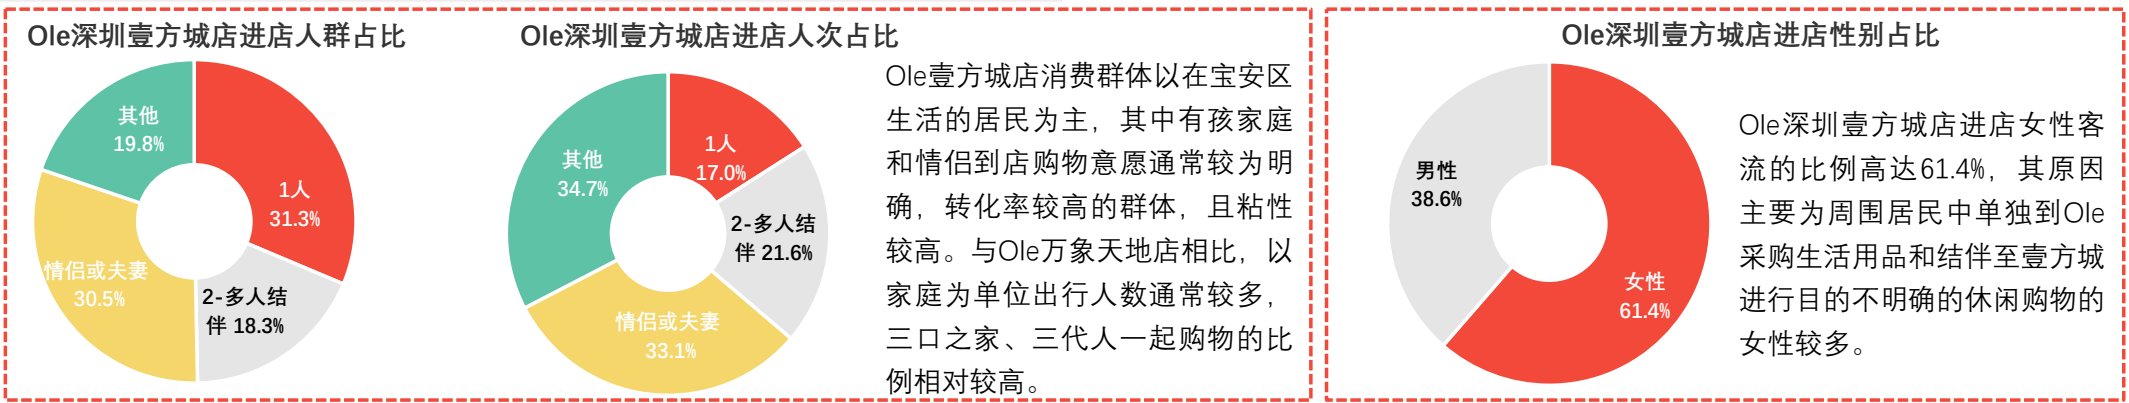 Ole深圳壹方城店进店人群占比
其他
19.8%
1人
31.3%
情侣或夫妻
30.5%
2-多人结
伴 18.3%
Ole深圳壹方城店进店人次占比
1人
17.0%
其他
34.7%
2-多人结
伴 21.6%
情侣或夫妻
33.1%
Ole壹方城店消费群体以在宝安区
生活的居民为主，其中有孩家庭
和情侣到店购物意愿通常较为明
确，转化率较高的群体，且粘性
较高。与Ole万象天地店相比，以
家庭为单位出行人数通常较多，
三口之家、三代人一起购物的比
例相对较高。
Ole深圳壹方城店进店性别占比
男性
38.6%
女性
61.4%
Ole深圳壹方城店进店女性客
流的比例高达61.4%，其原因
主要为周围居民中单独到Ole
采购生活用品和结伴至壹方城
进行目的不明确的休闲购物的
女性较多。